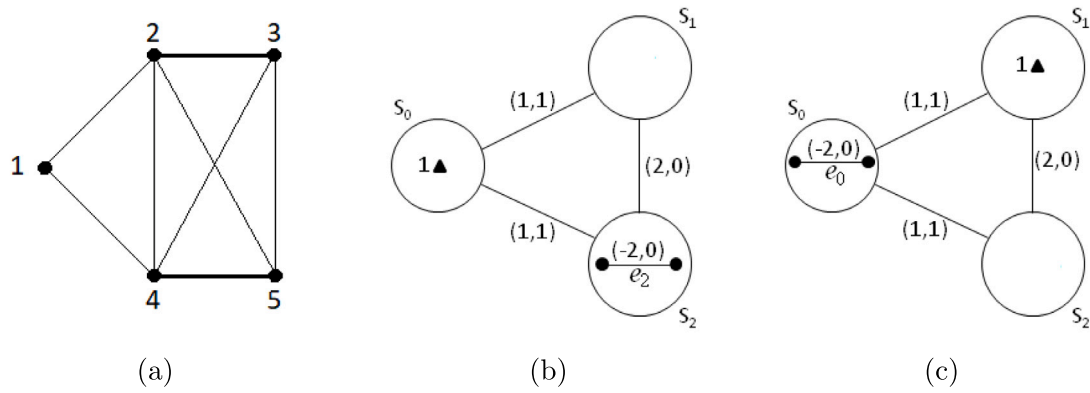 2 3
1
4 5
(a)
S₁
(1,1)
S₀
1▲
(2,0)
(1,1)
(-2,0)
e₂
S₂
(b)
S₁
1▲
(1,1)
S₀
(-2,0)
e₀
(2,0)
(1,1)
S₂
(c)